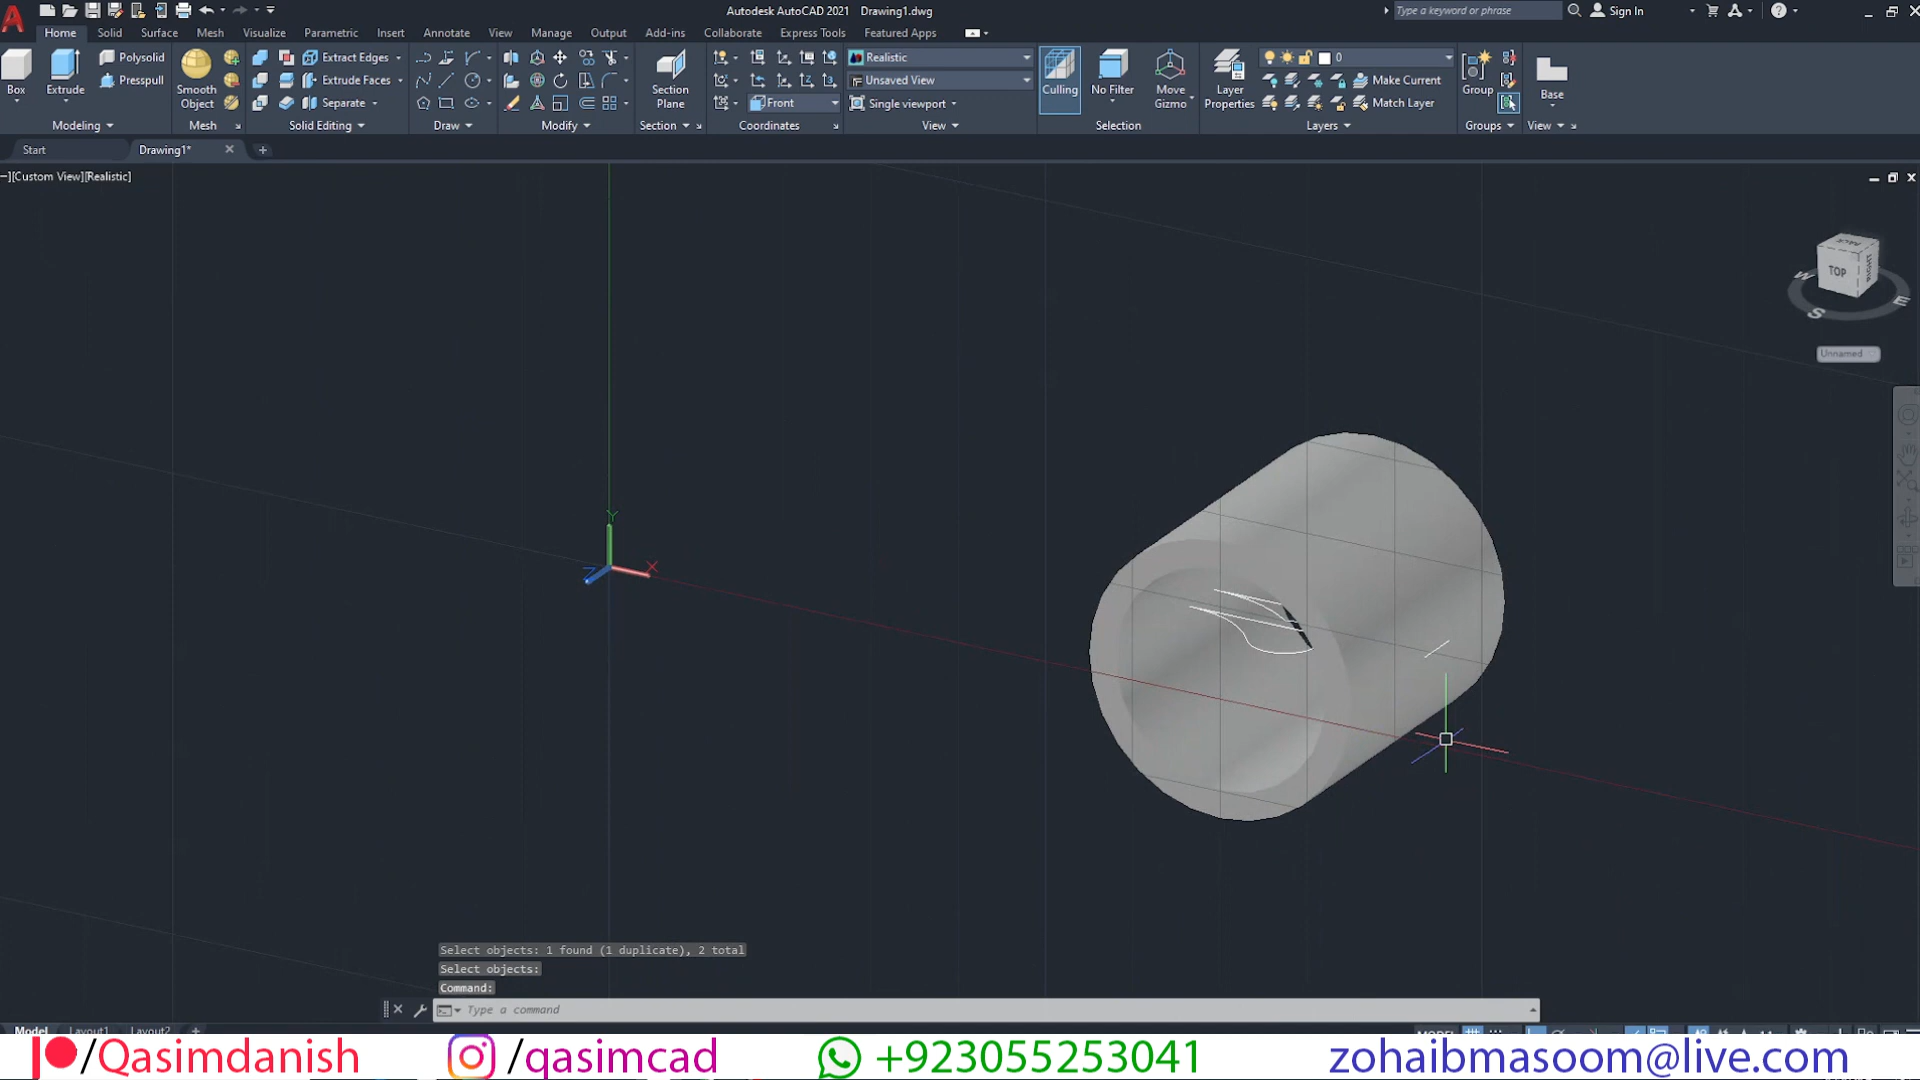 Autodesk AutoCAD 2021 Drawing1.dwg
Type a keyword or phrase
Sign In
Home Solid Surface Mesh Visualize Parametric Insert Annotate View Manage Output Add-ins Collaborate Express Tools Featured Apps
Box
Extrude
Polysolid
Presspull
Modeling
Smooth
Object
Mesh
Extract Edges
Extrude Faces
Separate
Solid Editing
Draw
Modify
Section
Plane
Section
Front
Coordinates
Realistic
Unsaved View
Single viewport
View
Culling
No Filter
Move
Gizmo
Selection
Layer
Properties
0
Make Current
Match Layer
Layers
Group
Groups
Base
View
Start
Drawing1*
–][Custom View][Realistic]
BACK
TOP
RIGHT
W
S
E
Unnamed
Y
X
Z
Select objects: 1 found (1 duplicate), 2 total
Select objects:
Command:
Type a command
Model Layout1 Layout2
MODEL
/Qasimdanish /qasimcad +923055253041 zohaibmasoom@live.com